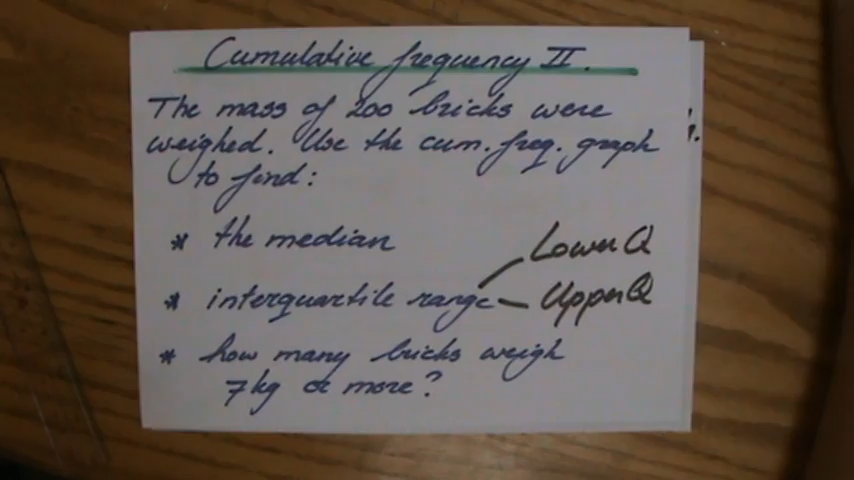 Cumulative frequency II.
The mass of 200 bricks were
weighed. Use the cum. freq. graph
to find:
* the median
* interquartile range
Lower Q
Upper Q
* how many bricks weigh
7kg or more?